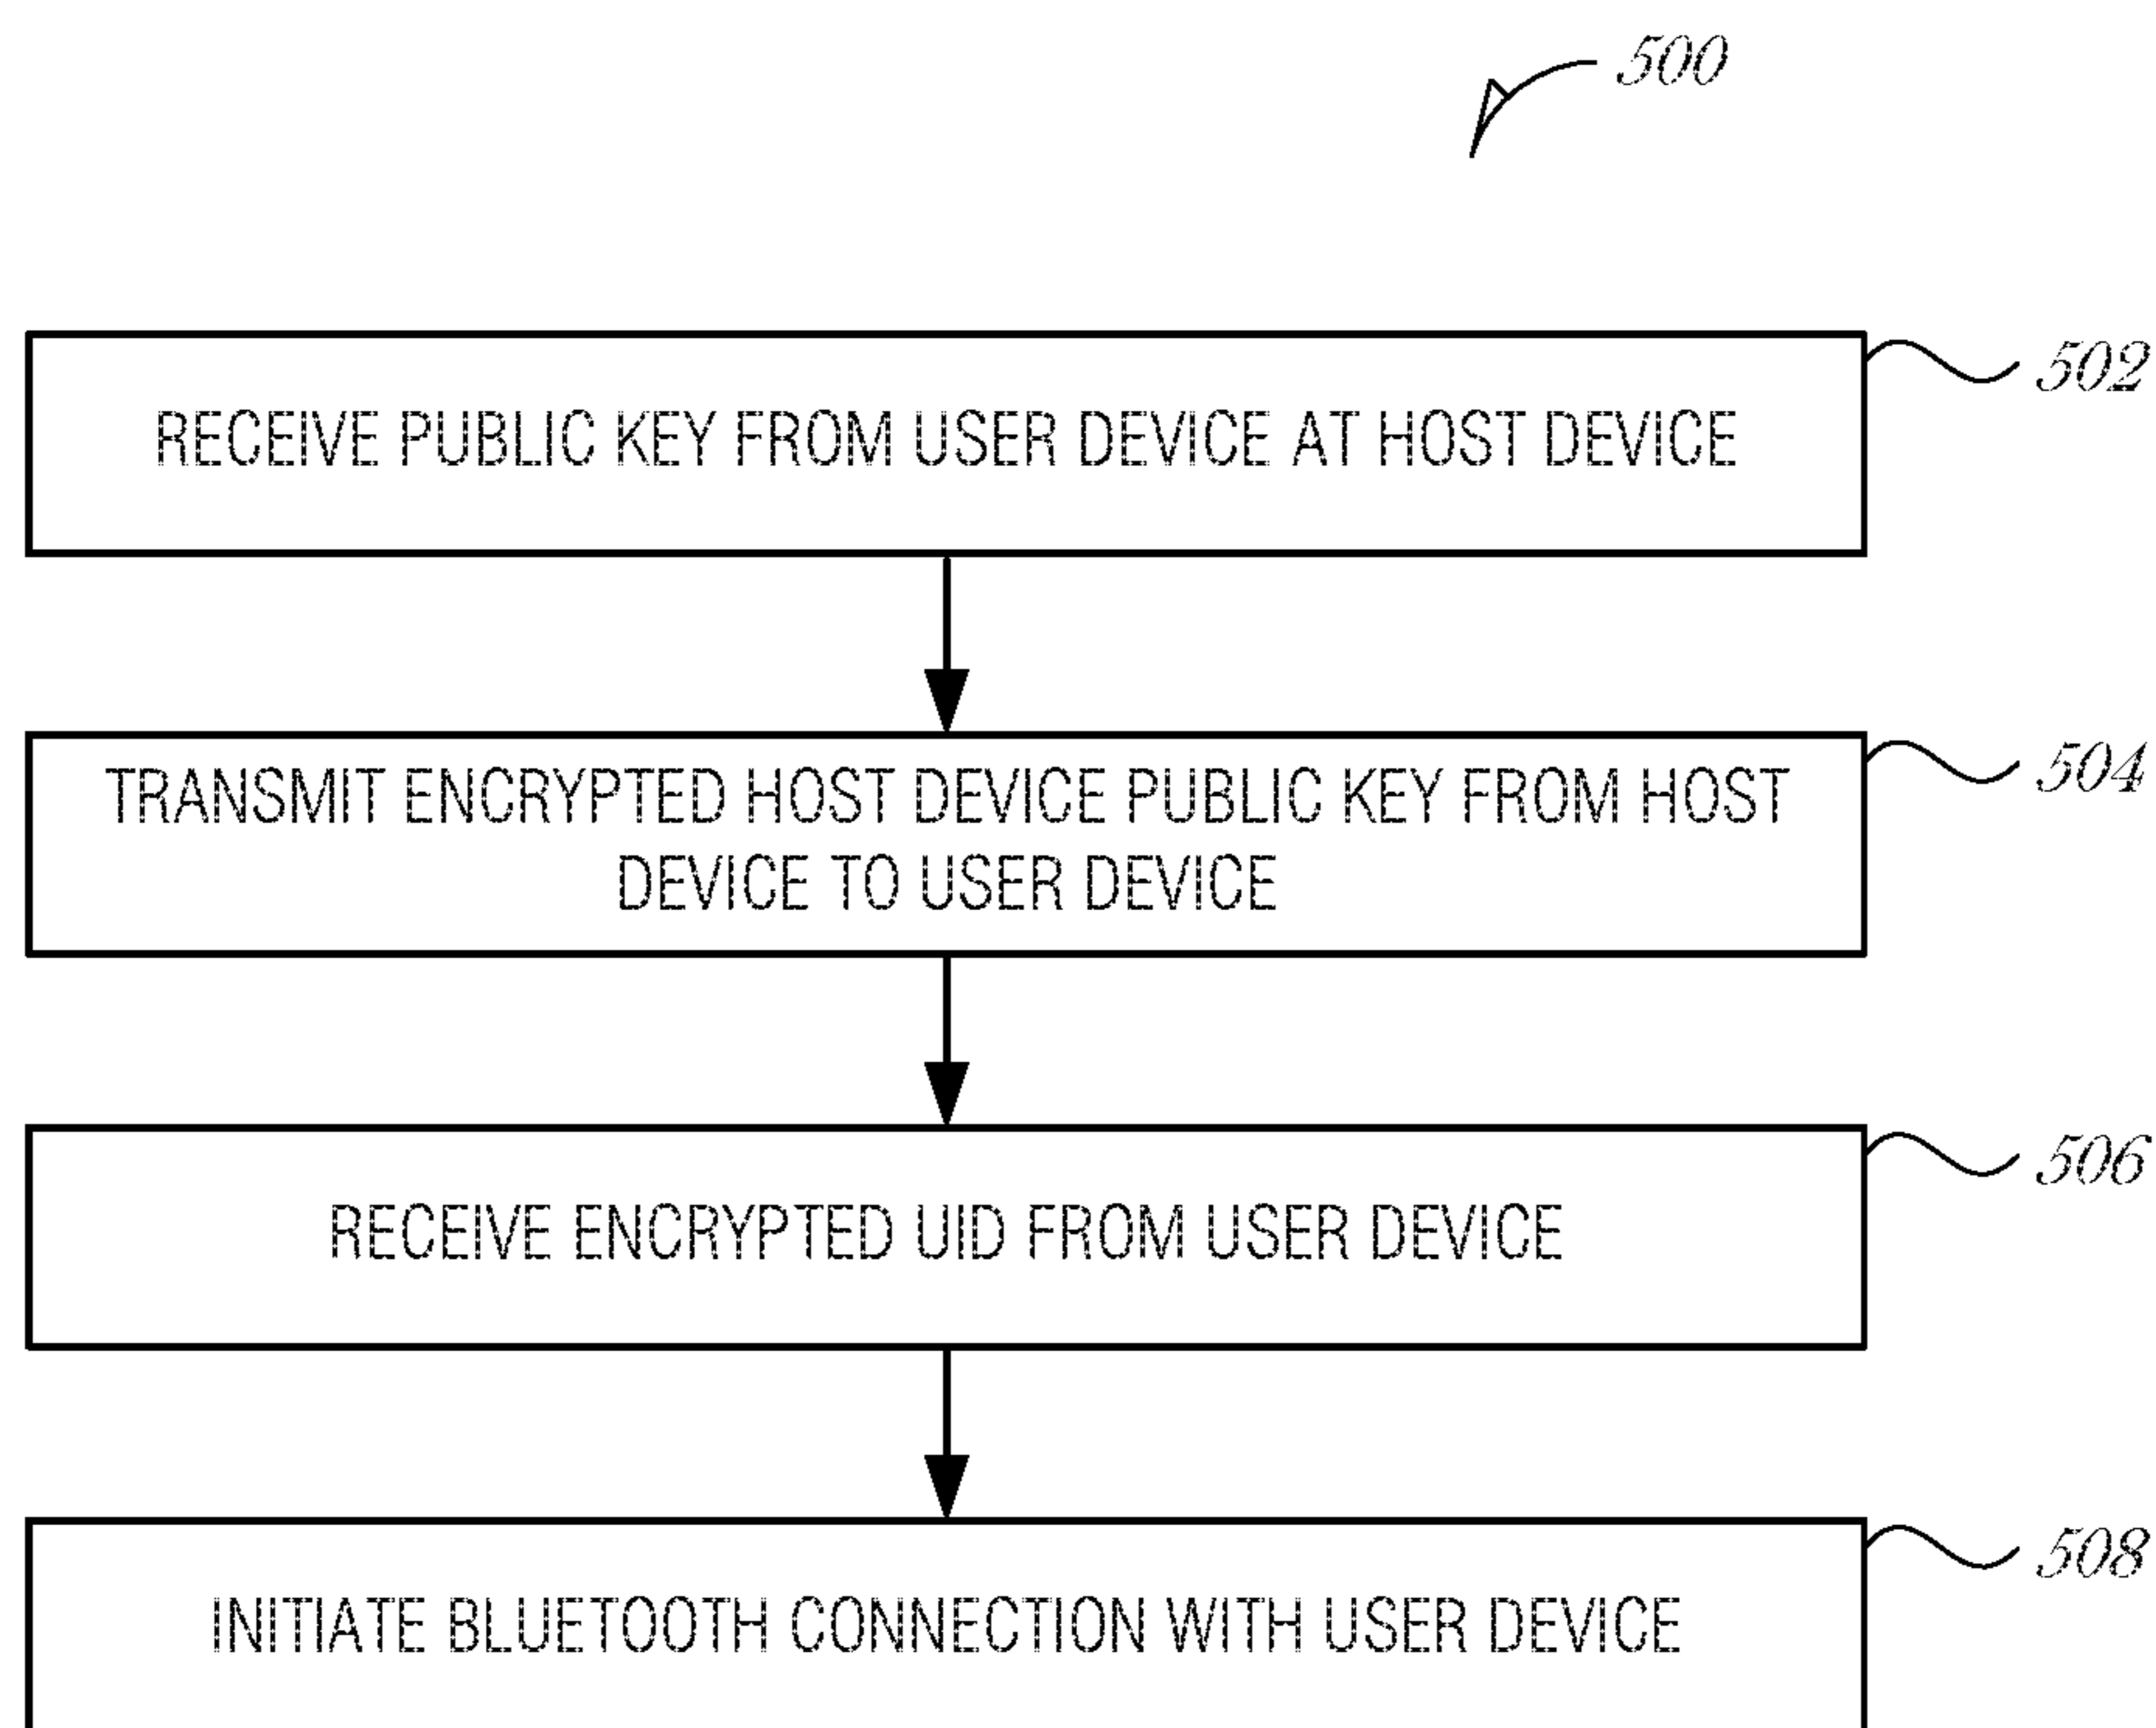 500
502
RECEIVE PUBLIC KEY FROM USER DEVICE AT HOST DEVICE
504
TRANSMIT ENCRYPTED HOST DEVICE PUBLIC KEY FROM HOST
DEVICE TO USER DEVICE
506
RECEIVE ENCRYPTED UID FROM USER DEVICE
508
INITIATE BLUETOOTH CONNECTION WITH USER DEVICE